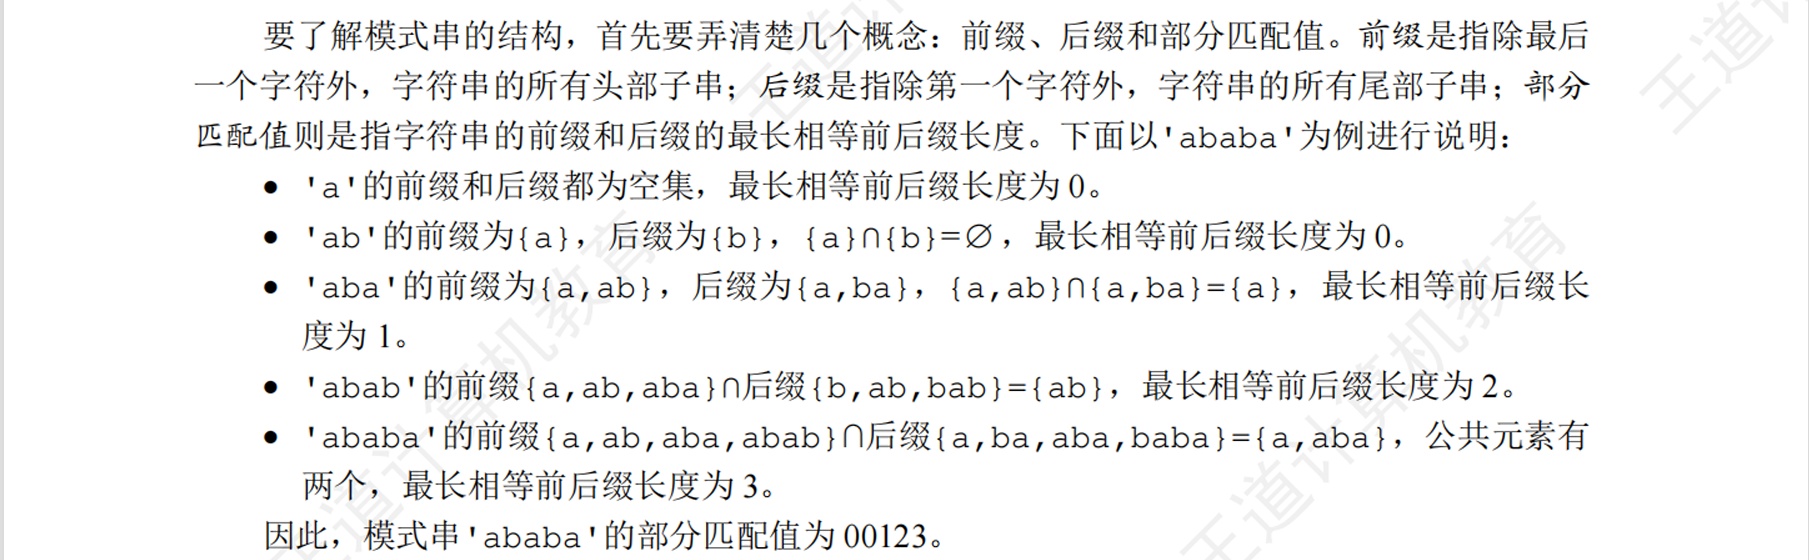 要了解模式串的结构，首先要弄清楚几个概念：前缀、后缀和部分匹配值。前缀是指除最后
一个字符外，字符串的所有头部子串；后缀是指除第一个字符外，字符串的所有尾部子串；部分
匹配值则是指字符串的前缀和后缀的最长相等前后缀长度。下面以'ababa'为例进行说明：
● 'a'的前缀和后缀都为空集，最长相等前后缀长度为0。
● 'ab'的前缀为{a}，后缀为{b}，{a}∩{b}=∅，最长相等前后缀长度为0。
● 'aba'的前缀为{a,ab}，后缀为{a,ba}，{a,ab}∩{a,ba}={a}，最长相等前后缀长
度为1。
● 'abab'的前缀{a,ab,aba}∩后缀{b,ab,bab}={ab}，最长相等前后缀长度为2。
● 'ababa'的前缀{a,ab,aba,abab}∩后缀{a,ba,aba,baba}={a,aba}，公共元素有
两个，最长相等前后缀长度为3。
因此，模式串'ababa'的部分匹配值为00123。
王道计
王道计
王道计算机教育
王道计算机教育